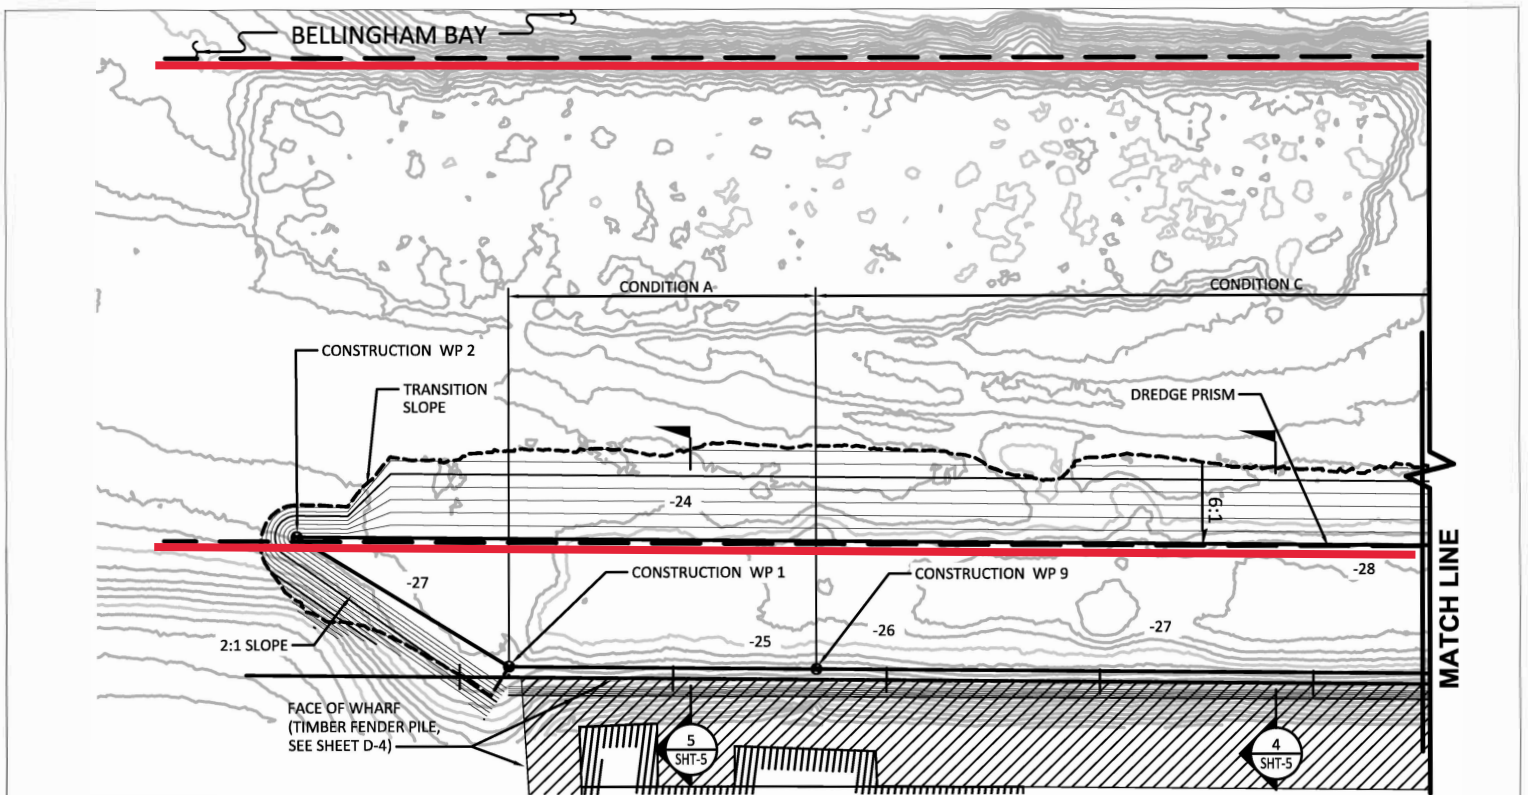 BELLINGHAM BAY
CONDITION A
CONDITION C
CONSTRUCTION WP 2
TRANSITION
SLOPE
DREDGE PRISM
-24
6:1
CONSTRUCTION WP 1
CONSTRUCTION WP 9
-28
-27
-25
-26
-27
2:1 SLOPE
MATCH LINE
FACE OF WHARF
(TIMBER FENDER PILE,
SEE SHEET D-4)
5
SHT-5
4
SHT-5